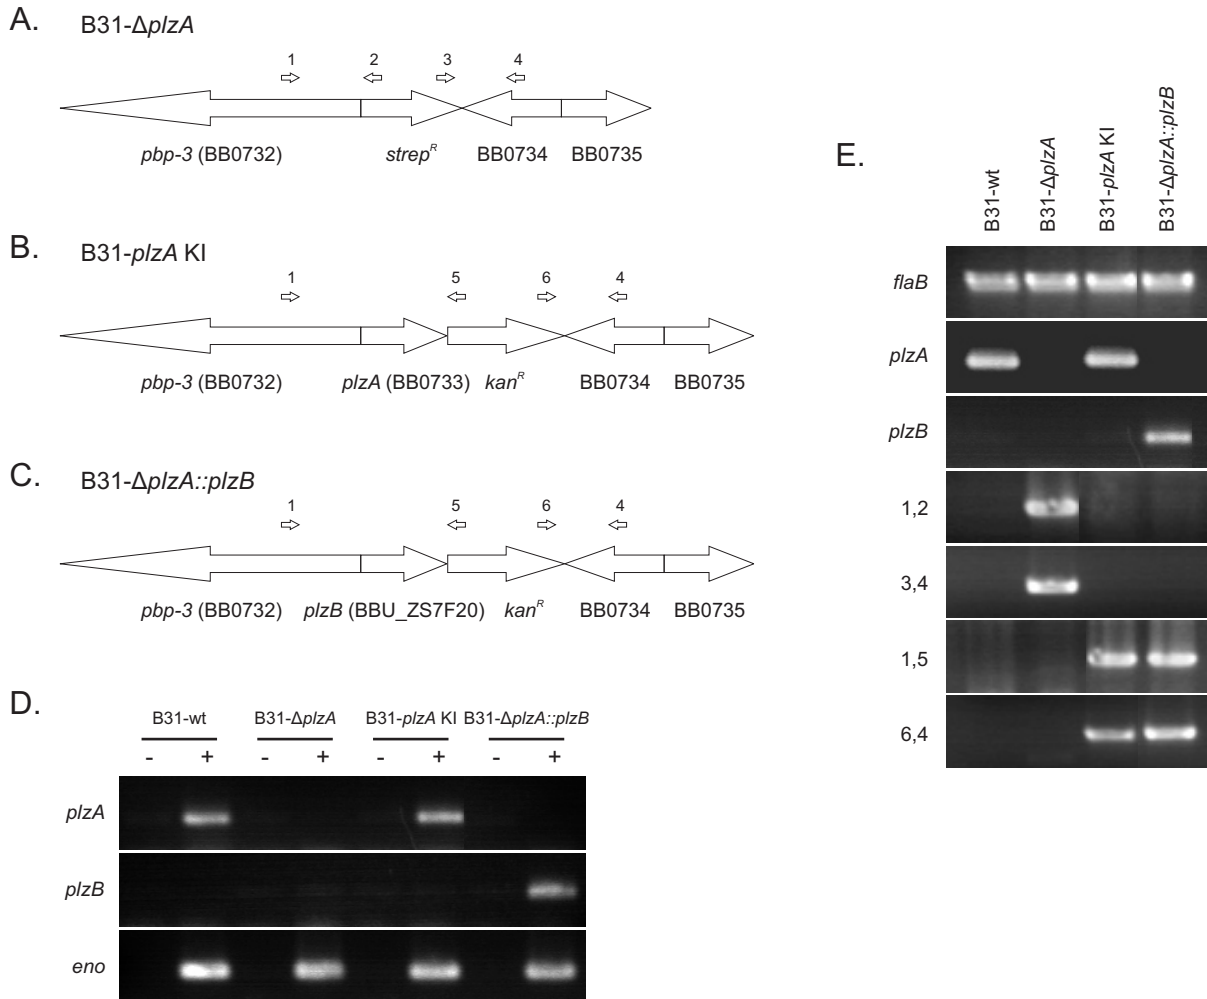 A.
B31-ΔplzA
1 2 3 4
pbp-3 (BB0732) strepR BB0734 BB0735
B.
B31-plzA KI
1 5 6 4
pbp-3 (BB0732) plzA (BB0733) kanR BB0734 BB0735
C.
B31-ΔplzA::plzB
1 5 6 4
pbp-3 (BB0732) plzB (BBU_ZS7F20) kanR BB0734 BB0735
D.
B31-wt B31-ΔplzA B31-plzA KI B31-ΔplzA::plzB
- + - + - + - +
plzA
plzB
eno
E.
B31-wt
B31-ΔplzA
B31-plzA KI
B31-ΔplzA::plzB
flaB
plzA
plzB
1,2
3,4
1,5
6,4